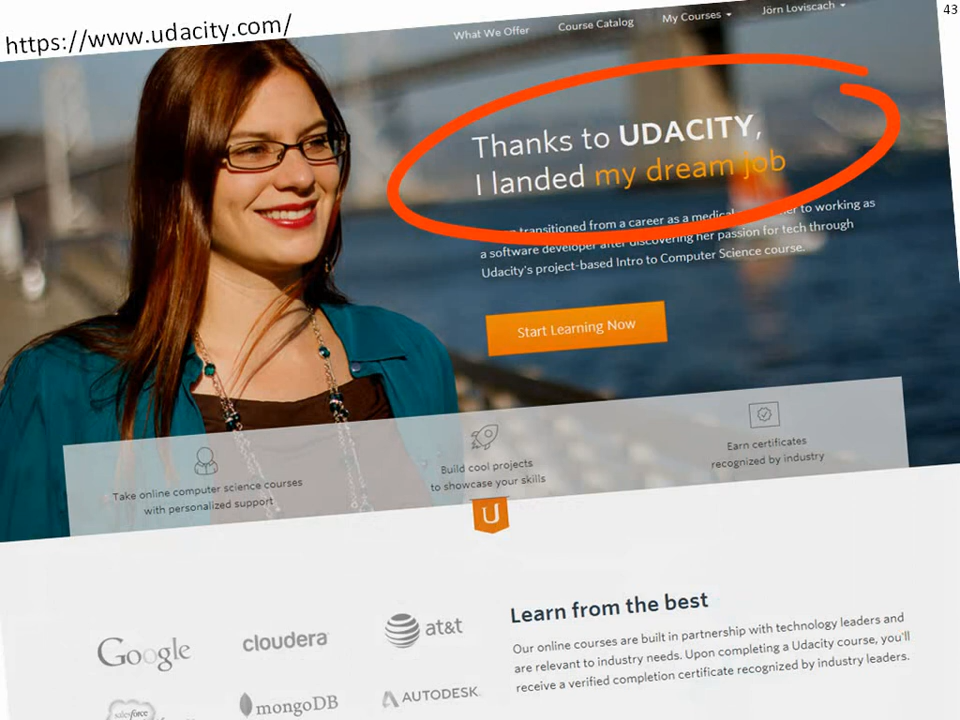 43
https://www.udacity.com/
What We Offer
Course Catalog
My Courses
Jörn Loviscach
Thanks to UDACITY,
I landed my dream job
transitioned from a career as a medical to working as
a software developer after discovering her passion for tech through
Udacity's project-based Intro to Computer Science course.
Start Learning Now
Take online computer science courses
with personalized support
Build cool projects
to showcase your skills
Earn certificates
recognized by industry
U
Learn from the best
Our online courses are built in partnership with technology leaders and
are relevant to industry needs. Upon completing a Udacity course, you'll
receive a verified completion certificate recognized by industry leaders.
Google
cloudera
at&t
salesforce
mongoDB
AUTODESK